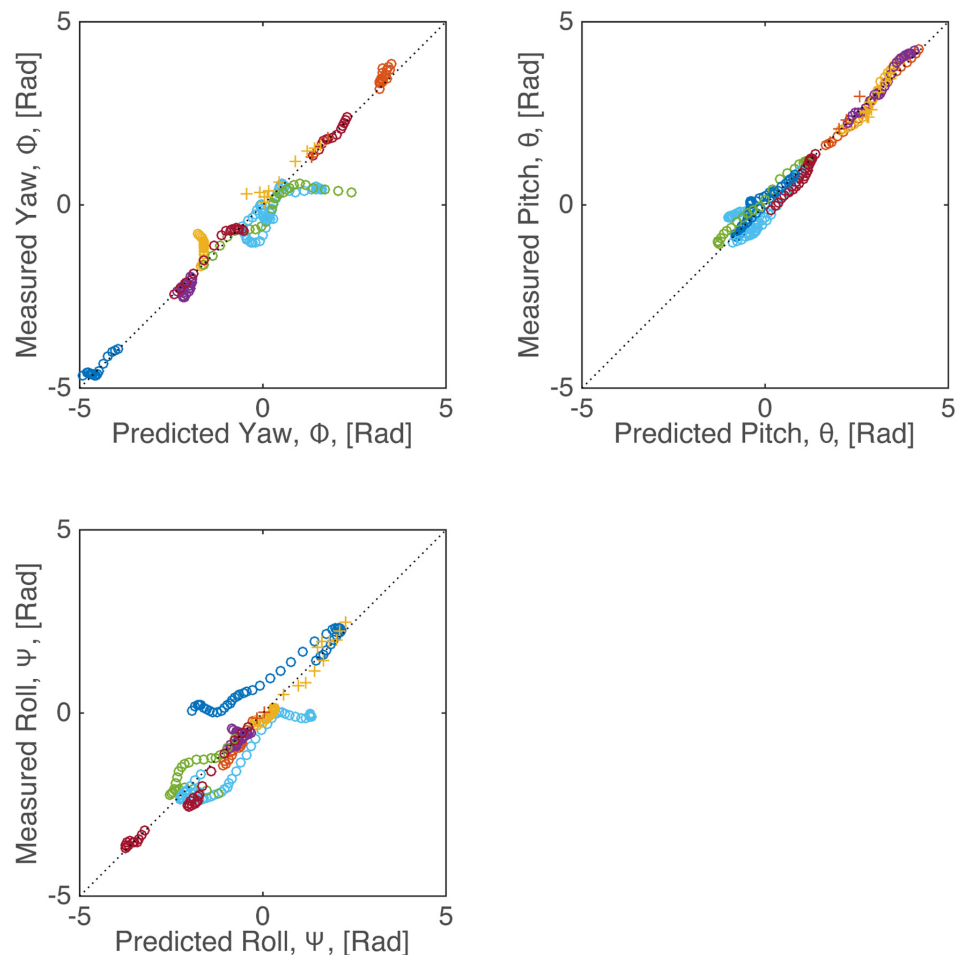 5
Measured Yaw, Φ, [Rad]
0
-5
-5 0 5
Predicted Yaw, Φ, [Rad]
5
Measured Pitch, θ, [Rad]
0
-5
-5 0 5
Predicted Pitch, θ, [Rad]
5
Measured Roll, Ψ, [Rad]
0
-5
-5 0 5
Predicted Roll, Ψ, [Rad]